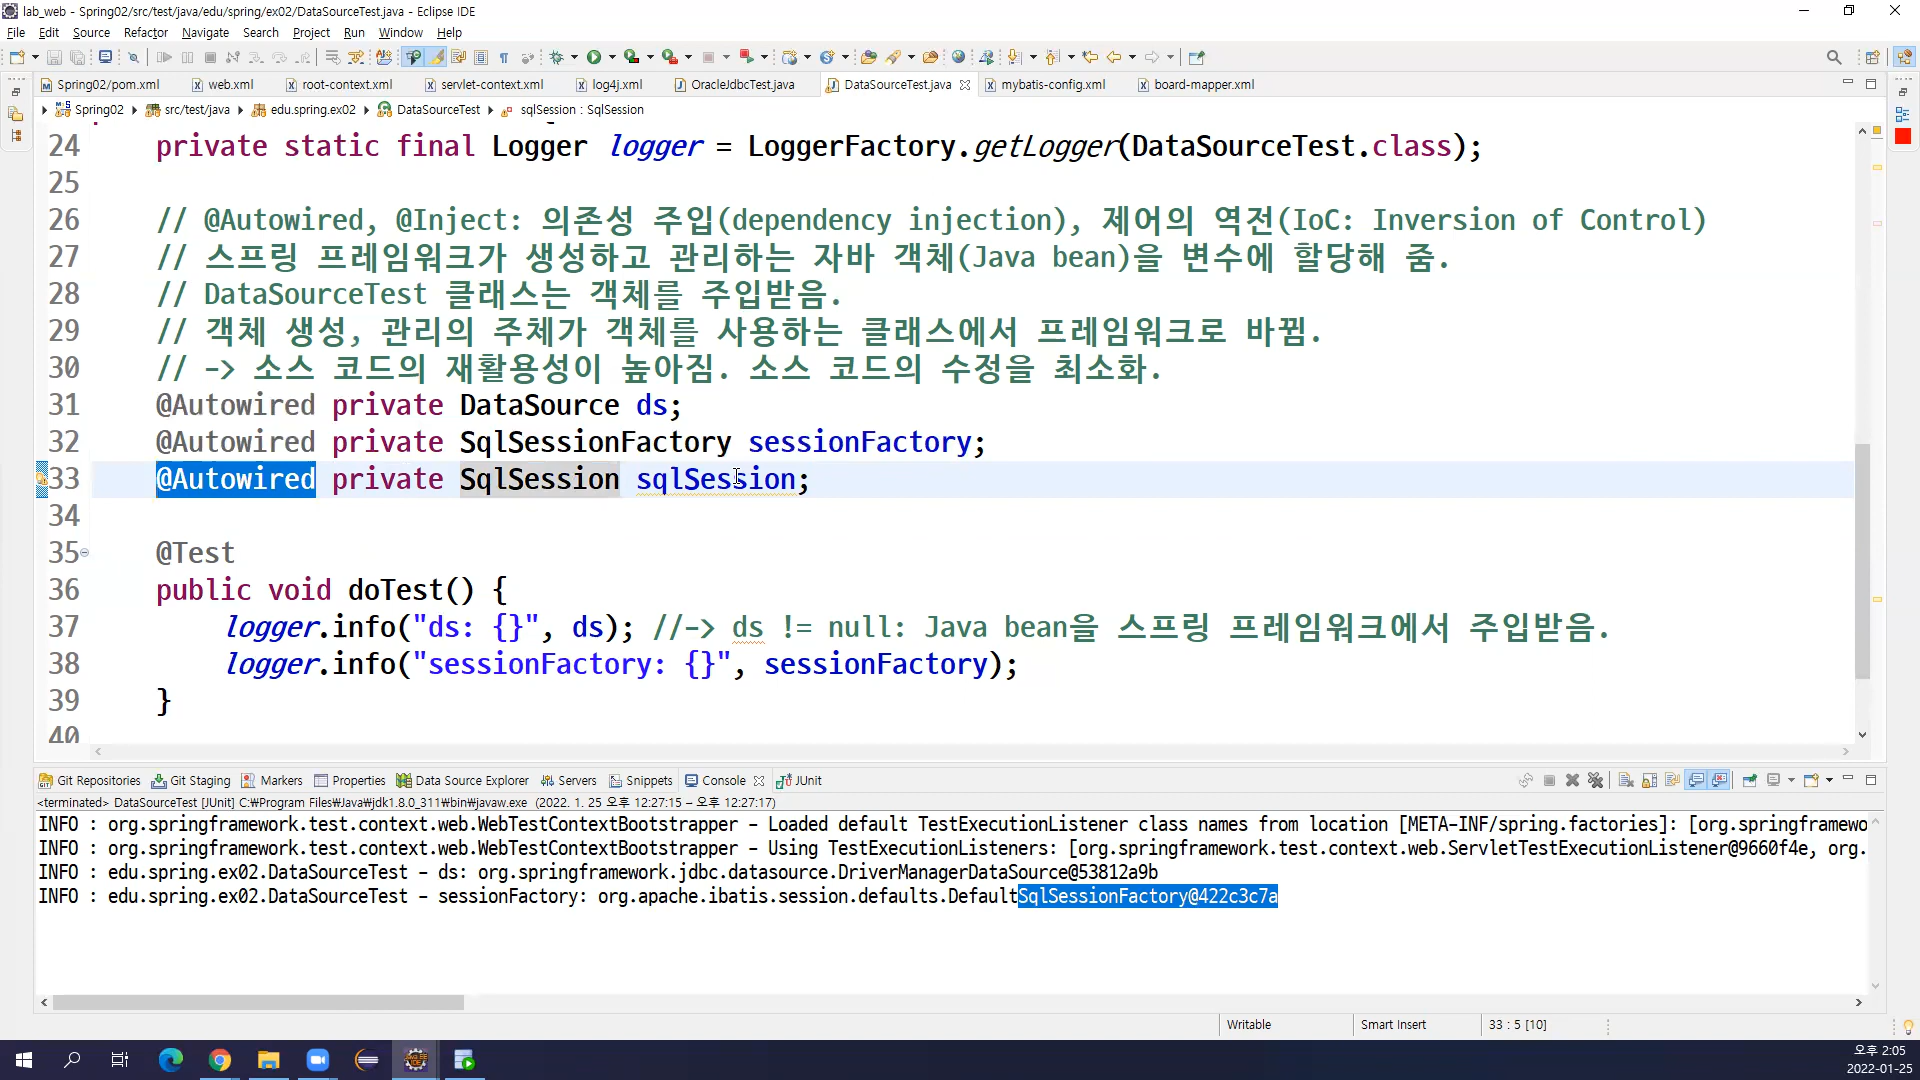 lab_web - Spring02/src/test/java/edu/spring/ex02/DataSourceTest.java - Eclipse IDE
File Edit Source Refactor Navigate Search Project Run Window Help
Spring02/pom.xml web.xml root-context.xml servlet-context.xml log4j.xml OracleJdbcTest.java DataSourceTest.java mybatis-config.xml board-mapper.xml
Spring02 src/test/java edu.spring.ex02 DataSourceTest sqlSession : SqlSession
24 private static final Logger logger = LoggerFactory.getLogger(DataSourceTest.class);
25
26 // @Autowired, @Inject: 의존성 주입(dependency injection), 제어의 역전(IoC: Inversion of Control)
27 // 스프링 프레임워크가 생성하고 관리하는 자바 객체(Java bean)을 변수에 할당해 줌.
28 // DataSourceTest 클래스는 객체를 주입받음.
29 // 객체 생성, 관리의 주체가 객체를 사용하는 클래스에서 프레임워크로 바뀜.
30 // -> 소스 코드의 재활용성이 높아짐. 소스 코드의 수정을 최소화.
31 @Autowired private DataSource ds;
32 @Autowired private SqlSessionFactory sessionFactory;
33 @Autowired private SqlSession sqlSession;
34
35 @Test
36 public void doTest() {
37 logger.info("ds: {}", ds); //-> ds != null: Java bean을 스프링 프레임워크에서 주입받음.
38 logger.info("sessionFactory: {}", sessionFactory);
39 }
40
Git Repositories Git Staging Markers Properties Data Source Explorer Servers Snippets Console JUnit
<terminated> DataSourceTest [JUnit] C:₩Program Files₩Java₩jdk1.8.0_311₩bin₩javaw.exe (2022. 1. 25 오후 12:27:15 – 오후 12:27:17)
INFO : org.springframework.test.context.web.WebTestContextBootstrapper - Loaded default TestExecutionListener class names from location [META-INF/spring.factories]: [org.springframewo
INFO : org.springframework.test.context.web.WebTestContextBootstrapper - Using TestExecutionListeners: [org.springframework.test.context.web.ServletTestExecutionListener@9660f4e, org.
INFO : edu.spring.ex02.DataSourceTest - ds: org.springframework.jdbc.datasource.DriverManagerDataSource@53812a9b
INFO : edu.spring.ex02.DataSourceTest - sessionFactory: org.apache.ibatis.session.defaults.DefaultSqlSessionFactory@422c3c7a
Writable Smart Insert 33 : 5 [10]
오후 2:05
2022-01-25